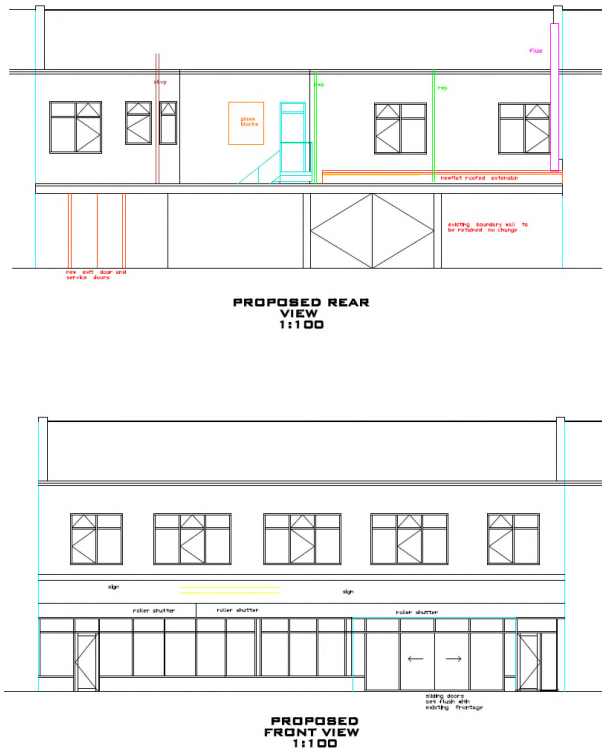 flue
rwp
glass
blocks
newflat roofed extension
existing boundary wall to
be retained no change
new exit door and
service doors
PROPOSED REAR
VIEW
1:100
sign
sign
roller shutter
roller shutter
roller shutter
sliding doors
set flush with
existing frontage
PROPOSED
FRONT VIEW
1:100